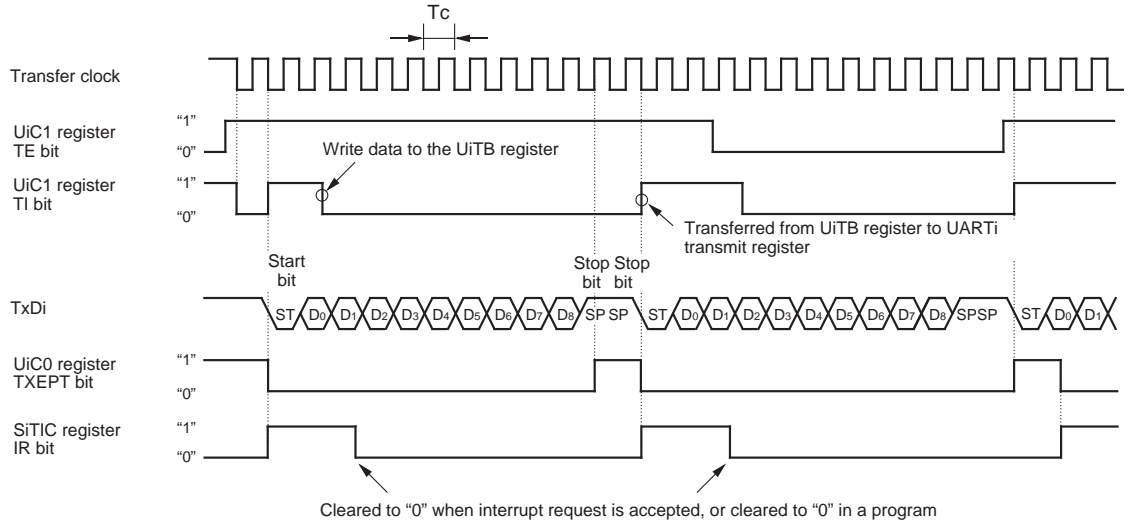 Tc
Transfer clock
UiC1 register
TE bit
“1”
“0”
Write data to the UiTB register
UiC1 register
TI bit
“1”
“0”
Transferred from UiTB register to UARTi
transmit register
Start
bit
Stop
bit
Stop
bit
TxDi
ST D0 D1 D2 D3 D4 D5 D6 D7 D8 SP SP ST D0 D1 D2 D3 D4 D5 D6 D7 D8 SPSP ST D0 D1
UiC0 register
TXEPT bit
“1”
“0”
SiTIC register
IR bit
“1”
“0”
Cleared to “0” when interrupt request is accepted, or cleared to “0” in a program